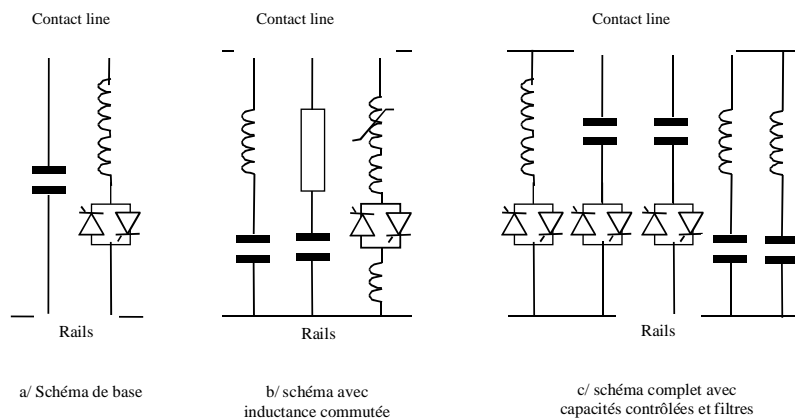 Contact line
Contact line
Contact line
Rails
Rails
Rails
a/ Schéma de base
b/ schéma avec
inductance commutée
c/ schéma complet avec
capacités contrôlées et filtres